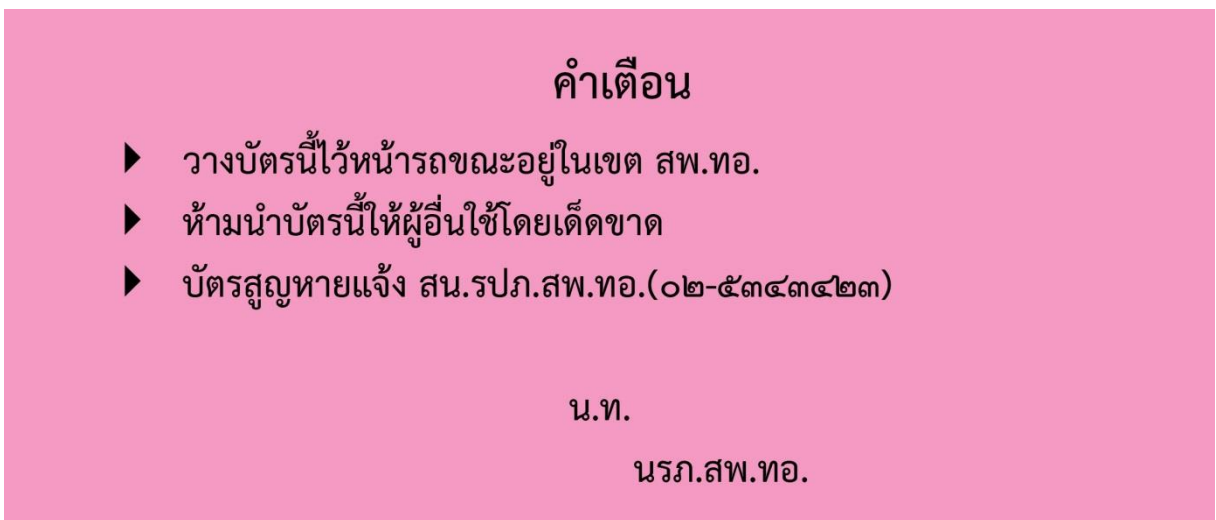 คำเตือน
วางบัตรนี้ไว้หน้ารถขณะอยู่ในเขต สพ.ทอ.
ห้ามนำบัตรนี้ให้ผู้อื่นใช้โดยเด็ดขาด
บัตรสูญหายแจ้ง สน.รปภ.สพ.ทอ.(๐๒-๕๓๔๓๔๒๓)
น.ท.
นรภ.สพ.ทอ.